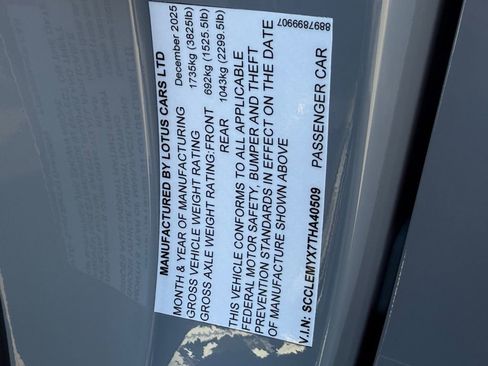 MANUFACTURED BY LOTUS CARS LTD
MONTH & YEAR OF MANUFACTURING December 2025
GROSS VEHICLE WEIGHT RATING 1735kg (3825lb)
GROSS AXLE WEIGHT RATING:FRONT 692kg (1525.5lb)
REAR 1043kg (2299.5lb)
THIS VEHICLE CONFORMS TO ALL APPLICABLE
FEDERAL MOTOR SAFETY, BUMPER AND THEFT
PREVENTION STANDARDS IN EFFECT ON THE DATE
OF MANUFACTURE SHOWN ABOVE
V.I.N: SCCLEMYX7THA40509 PASSENGER CAR
8897899907